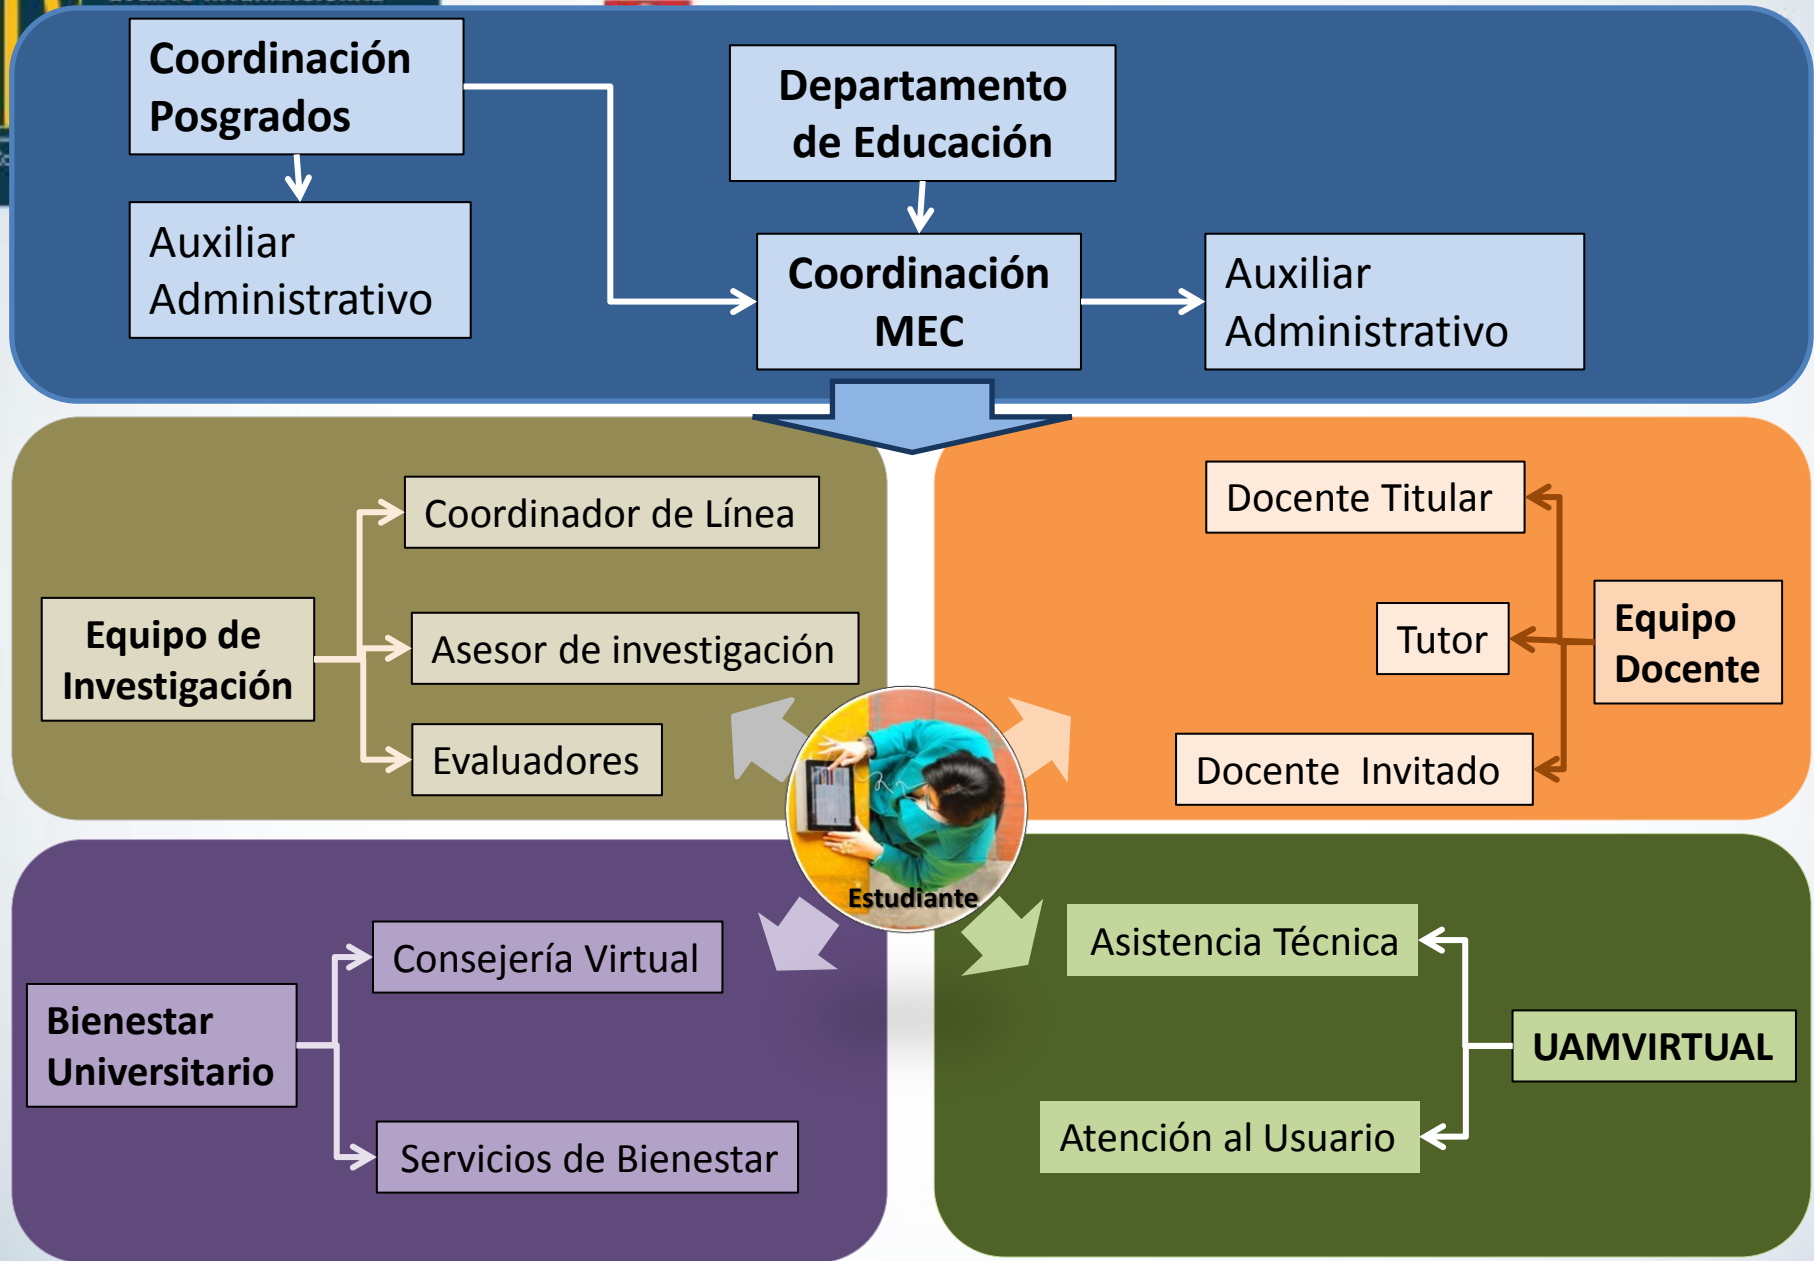 Coordinación
Posgrados
Departamento
de Educación
Auxiliar
Administrativo
Coordinación
MEC
Auxiliar
Administrativo
Coordinador de Línea
Equipo de
Investigación
Asesor de investigación
Evaluadores
Docente Titular
Tutor
Equipo
Docente
Docente Invitado
Estudiante
Consejería Virtual
Bienestar
Universitario
Servicios de Bienestar
Asistencia Técnica
UAMVIRTUAL
Atención al Usuario